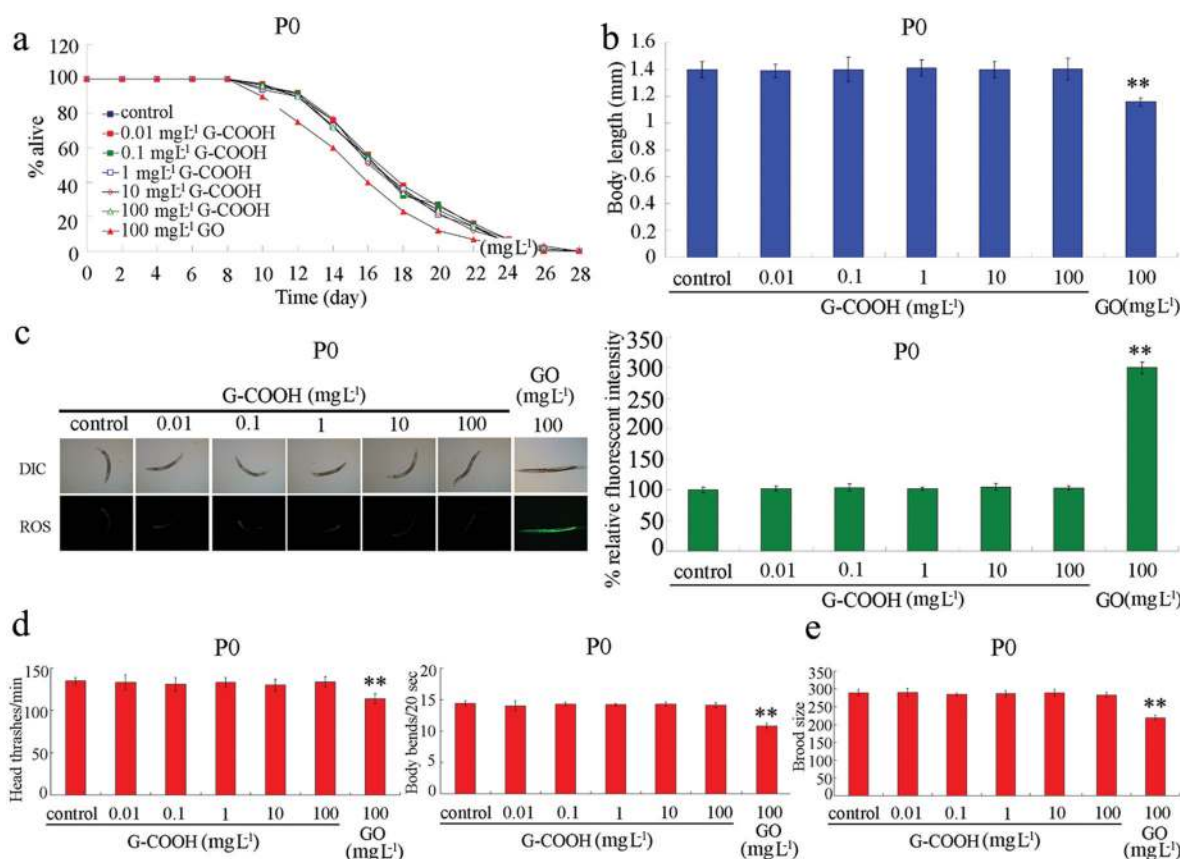 a
P0
120
100
80
60
40
20
0
% alive
control
0.01 mgL-1 G-COOH
0.1 mgL-1 G-COOH
1 mgL-1 G-COOH
10 mgL-1 G-COOH
100 mgL-1 G-COOH
100 mgL-1 GO
(mgL-1)
0 2 4 6 8 10 12 14 16 18 20 22 24 26 28
Time (day)
b
P0
1.6
1.4
1.2
1
0.8
0.6
0.4
0.2
0
Body length (mm)
**
control 0.01 0.1 1 10 100 100
G-COOH (mgL-1) GO(mgL-1)
c
P0
G-COOH (mgL-1)
GO
(mgL-1)
control 0.01 0.1 1 10 100 100
DIC
ROS
P0
350
300
250
200
150
100
50
0
% relative fluorescent intensity
**
control 0.01 0.1 1 10 100 100
G-COOH (mgL-1) GO(mgL-1)
d
P0
150
100
50
0
Head thrashes/min
**
control 0.01 0.1 1 10 100 100
G-COOH (mgL-1) GO
(mgL-1)
P0
20
15
10
5
0
Body bends/20 sec
**
control 0.01 0.1 1 10 100 100
G-COOH (mgL-1) GO
(mgL-1)
e
P0
350
300
250
200
350
100
50
0
Brood size
**
control 0.01 0.1 1 10 100 100
G-COOH (mgL-1) GO
(mgL-1)